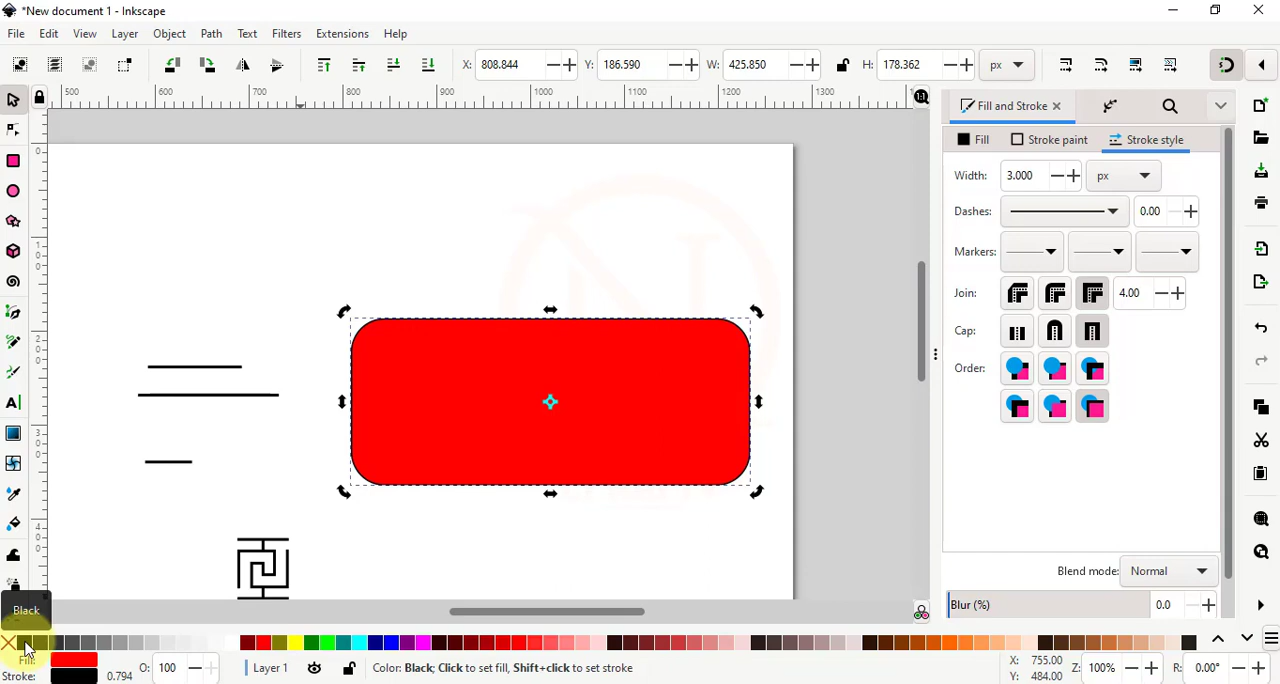 *New document 1 - Inkscape
File Edit View Layer Object Path Text Filters Extensions Help
X: 808.844 Y: 186.590 W: 425.850 H: 178.362 px
500 600 700 800 900 1000 1100 1200 1300
Fill and Stroke
Fill Stroke paint Stroke style
Width: 3.000 px
Dashes: 0.00
Markers:
Join: 4.00
Cap:
Order:
Blend mode: Normal
Blur (%) 0.0
Black
Fill:
Stroke: 0.794 O: 100 Layer 1 Color: Black; Click to set fill, Shift+click to set stroke X: 755.00 Y: 484.00 Z: 100% R: 0.00°